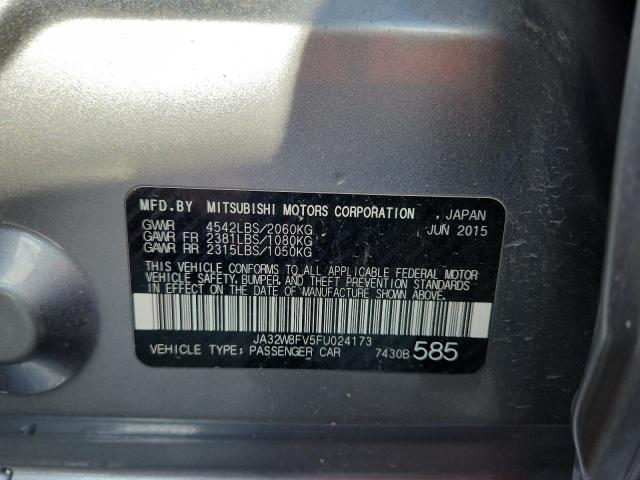 MFD.BY MITSUBISHI MOTORS CORPORATION , JAPAN
GVWR 4542LBS/2060KG JUN 2015
GAWR FR 2381LBS/1080KG
GAWR RR 2315LBS/1050KG
THIS VEHICLE CONFORMS TO ALL APPLICABLE FEDERAL MOTOR
VEHICLE SAFETY, BUMPER, AND THEFT PREVENTION STANDARDS
IN EFFECT ON THE DATE OF MANUFACTURE SHOWN ABOVE.
JA32W8FV5FU024173
VEHICLE TYPE: PASSENGER CAR 7430B 585